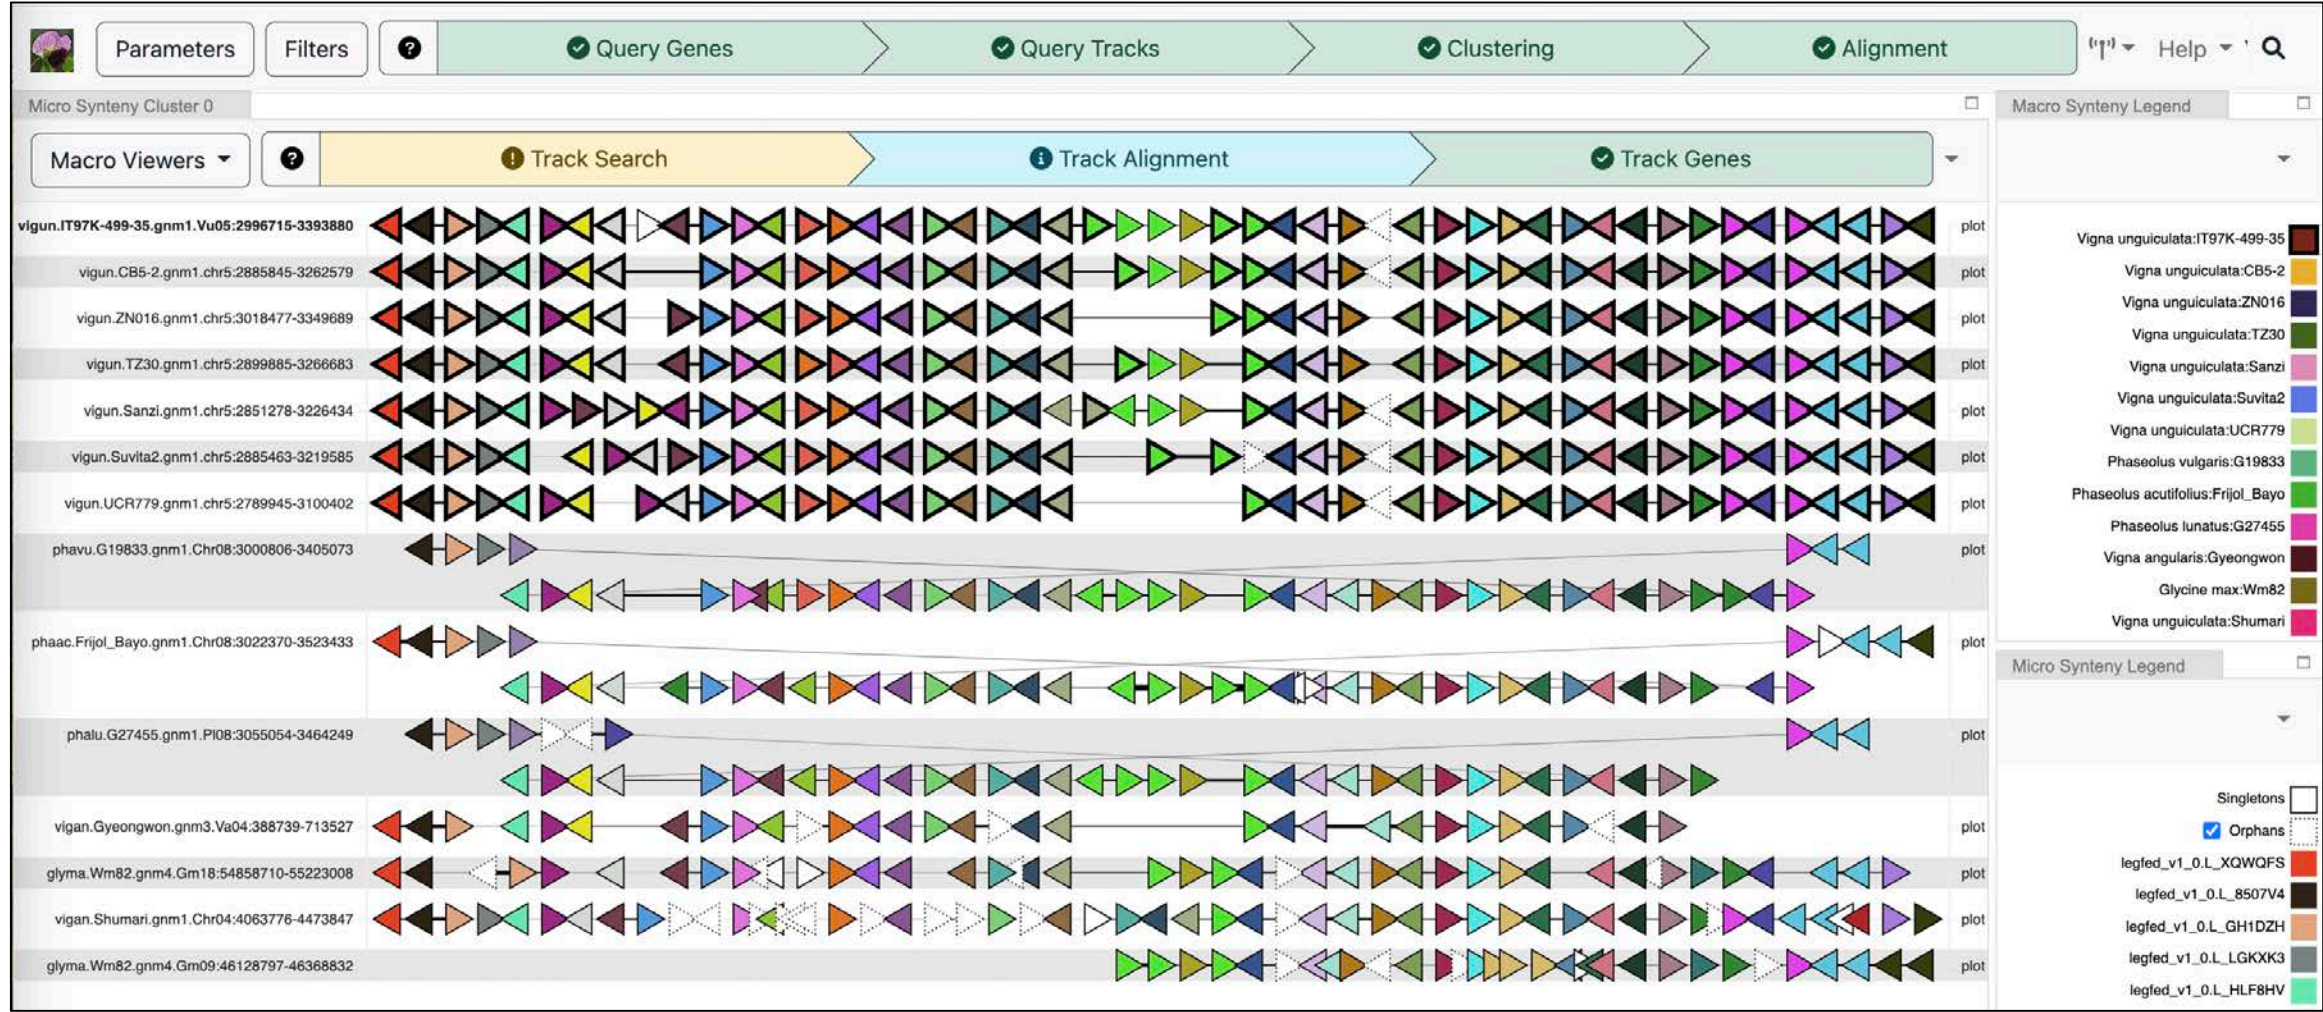 Parameters Filters ? Query Genes Query Tracks Clustering Alignment Help
Micro Synteny Cluster 0
Macro Viewers ? Track Search Track Alignment Track Genes
vigun.IT97K-499-35.gnm1.Vu05:2996715-3393880 plot
vigun.CB5-2.gnm1.chr5:2885845-3262579 plot
vigun.ZN016.gnm1.chr5:3018477-3349689 plot
vigun.TZ30.gnm1.chr5:2899885-3266683 plot
vigun.Sanzi.gnm1.chr5:2851278-3226434 plot
vigun.Suvita2.gnm1.chr5:2885463-3219585 plot
vigun.UCR779.gnm1.chr5:2789945-3100402 plot
phavu.G19833.gnm1.Chr08:3000806-3405073 plot
phaac.Frijol_Bayo.gnm1.Chr08:3022370-3523433 plot
phalu.G27455.gnm1.Pl08:3055054-3464249 plot
vigan.Gyeongwon.gnm3.Va04:388739-713527 plot
glyma.Wm82.gnm4.Gm18:54858710-55223008 plot
vigan.Shumari.gnm1.Chr04:4063776-4473847 plot
glyma.Wm82.gnm4.Gm09:46128797-46368832 plot
Macro Synteny Legend
Vigna unguiculata:IT97K-499-35
Vigna unguiculata:CB5-2
Vigna unguiculata:ZN016
Vigna unguiculata:TZ30
Vigna unguiculata:Sanzi
Vigna unguiculata:Suvita2
Vigna unguiculata:UCR779
Phaseolus vulgaris:G19833
Phaseolus acutifolius:Frijol_Bayo
Phaseolus lunatus:G27455
Vigna angularis:Gyeongwon
Glycine max:Wm82
Vigna unguiculata:Shumari
Micro Synteny Legend
Singletons
Orphans
legfed_v1_0.L_XQWQFS
legfed_v1_0.L_8507V4
legfed_v1_0.L_GH1DZH
legfed_v1_0.L_LGKXK3
legfed_v1_0.L_HLF8HV